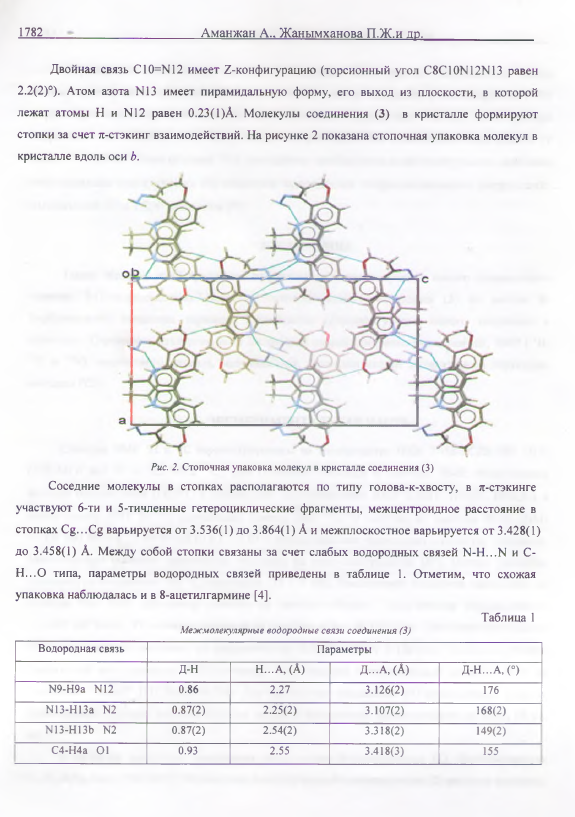 1782 Аманжан А., Жанымханова П.Ж.и др.
Двойная связь C10=N12 имеет Z-конфигурацию (торсионный угол C8C10N12N13 равен
2.2(2)°). Атом азота N13 имеет пирамидальную форму, его выход из плоскости, в которой
лежат атомы H и N12 равен 0.23(1)Å. Молекулы соединения (3) в кристалле формируют
стопки за счет π-стэкинг взаимодействий. На рисунке 2 показана стопочная упаковка молекул в
кристалле вдоль оси b.
ob c
a
Рис. 2. Стопочная упаковка молекул в кристалле соединения (3)
Соседние молекулы в стопках располагаются по типу голова-к-хвосту, в π-стэкинге
участвуют 6-ти и 5-тичленные гетероциклические фрагменты, межцентроидное расстояние в
стопках Cg…Cg варьируется от 3.536(1) до 3.864(1) Å и межплоскостное варьируется от 3.428(1)
до 3.458(1) Å. Между собой стопки связаны за счет слабых водородных связей N-H…N и C-
H…O типа, параметры водородных связей приведены в таблице 1. Отметим, что схожая
упаковка наблюдалась и в 8-ацетилгармине [4].
Таблица 1
Межмолекулярные водородные связи соединения (3)
Водородная связь Параметры
Д-Н Н…А, (Å) Д…А, (Å) Д-Н…А, (°)
N9-H9a N12 0.86 2.27 3.126(2) 176
N13-H13a N2 0.87(2) 2.25(2) 3.107(2) 168(2)
N13-H13b N2 0.87(2) 2.54(2) 3.318(2) 149(2)
C4-H4a O1 0.93 2.55 3.418(3) 155